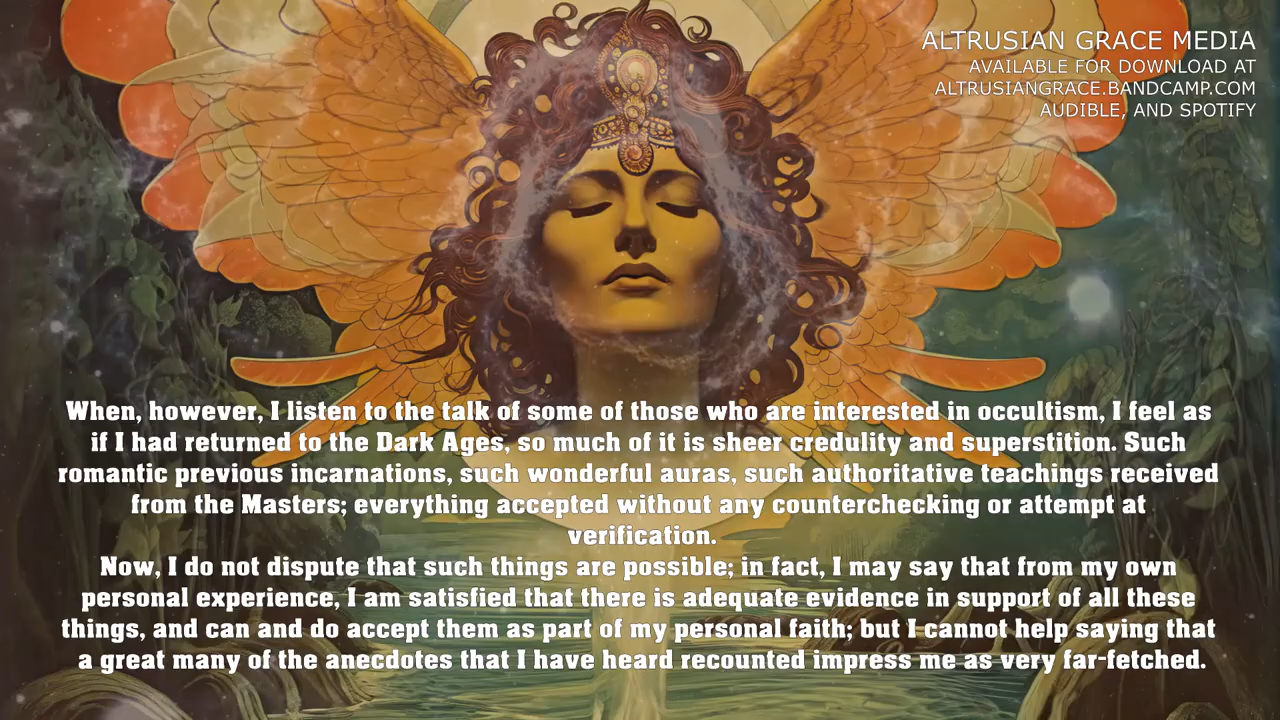 ALTRUSIAN GRACE MEDIA
AVAILABLE FOR DOWNLOAD AT
ALTRUSIANGRACE.BANDCAMP.COM
AUDIBLE, AND SPOTIFY
When, however, I listen to the talk of some of those who are interested in occultism, I feel as
if I had returned to the Dark Ages, so much of it is sheer credulity and superstition. Such
romantic previous incarnations, such wonderful auras, such authoritative teachings received
from the Masters; everything accepted without any counterchecking or attempt at
verification.
Now, I do not dispute that such things are possible; in fact, I may say that from my own
personal experience, I am satisfied that there is adequate evidence in support of all these
things, and can and do accept them as part of my personal faith; but I cannot help saying that
a great many of the anecdotes that I have heard recounted impress me as very far-fetched.